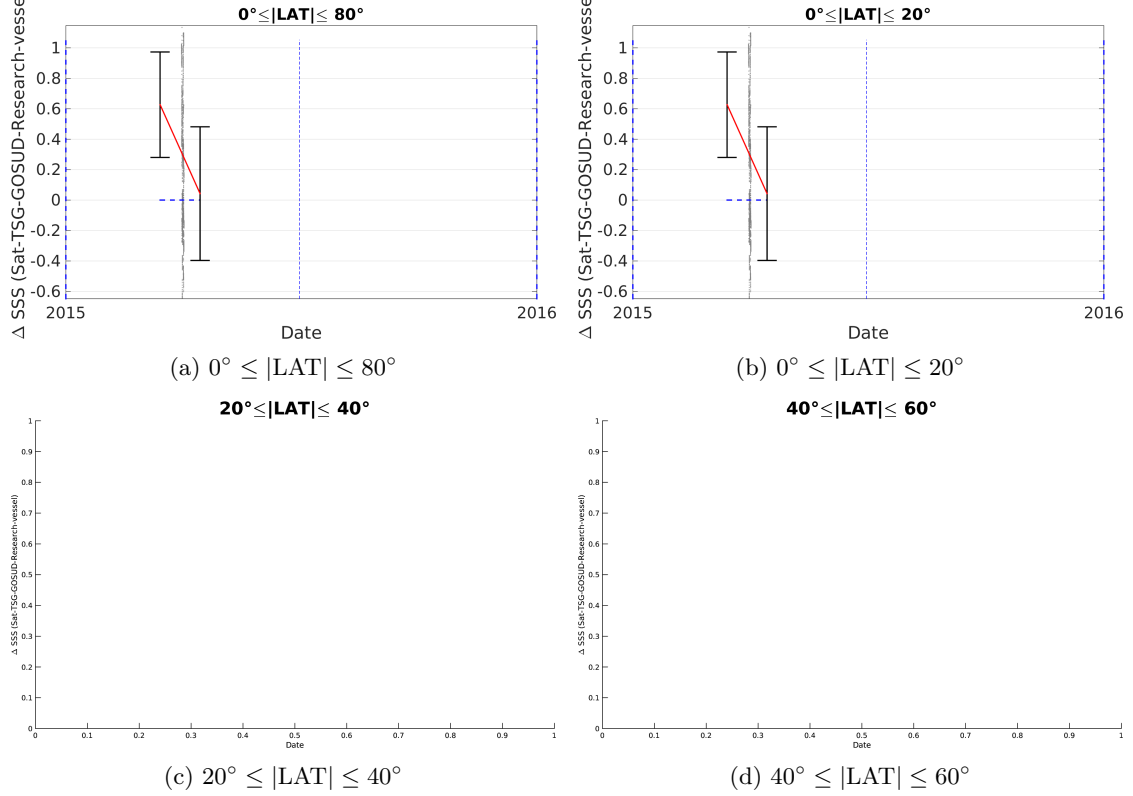 0°≤|LAT|≤ 80°
Δ SSS (Sat-TSG-GOSUD-Research-vessel
1
0.8
0.6
0.4
0.2
0
-0.2
-0.4
-0.6
2015 2016
Date
(a) 0° ≤ |LAT| ≤ 80°
0°≤|LAT|≤ 20°
Δ SSS (Sat-TSG-GOSUD-Research-vessel
1
0.8
0.6
0.4
0.2
0
-0.2
-0.4
-0.6
2015 2016
Date
(b) 0° ≤ |LAT| ≤ 20°
20°≤|LAT|≤ 40°
Δ SSS (Sat-TSG-GOSUD-Research-vessel)
1
0.9
0.8
0.7
0.6
0.5
0.4
0.3
0.2
0.1
0
0 0.1 0.2 0.3 0.4 0.5 0.6 0.7 0.8 0.9 1
Date
(c) 20° ≤ |LAT| ≤ 40°
40°≤|LAT|≤ 60°
Δ SSS (Sat-TSG-GOSUD-Research-vessel)
1
0.9
0.8
0.7
0.6
0.5
0.4
0.3
0.2
0.1
0
0 0.1 0.2 0.3 0.4 0.5 0.6 0.7 0.8 0.9 1
Date
(d) 40° ≤ |LAT| ≤ 60°